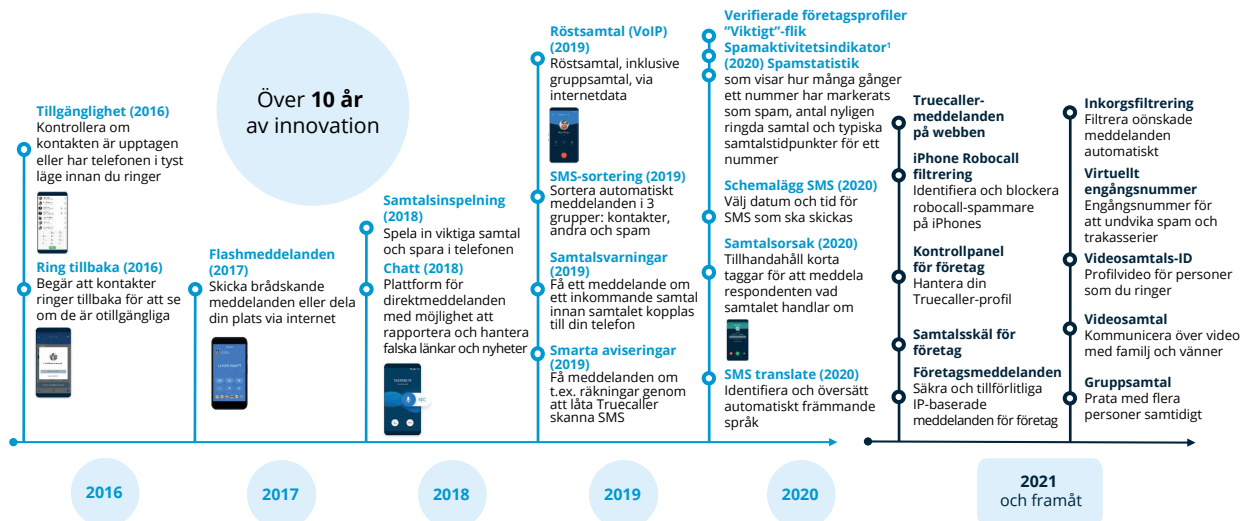 Över 10 år
av innovation
Tillgänglighet (2016)
Kontrollera om
kontakten är upptagen
eller har telefonen i tyst
läge innan du ringer
Ring tillbaka (2016)
Begär att kontakter
ringer tillbaka för att se
om de är otillgängliga
Flashmeddelanden
(2017)
Skicka brådskande
meddelanden eller dela
din plats via internet
Samtalsinspelning
(2018)
Spela in viktiga samtal
och spara i telefonen
Chatt (2018)
Plattform för
direktmeddelanden
med möjlighet att
rapportera och hantera
falska länkar och nyheter
REC
Röstsamtal (VoIP)
(2019)
Röstsamtal, inklusive
gruppsamtal, via
internetdata
SMS-sortering (2019)
Sortera automatiskt
meddelanden i 3
grupper: kontakter,
andra och spam
Samtalsvarningar
(2019)
Få ett meddelande om
ett inkommande samtal
innan samtalet kopplas
till din telefon
Smarta aviseringar
(2019)
Få meddelanden om
t.ex. räkningar genom
att låta Truecaller
skanna SMS
Verifierade företagsprofiler
”Viktigt”-flik
Spamaktivitetsindikator¹
(2020) Spamstatistik
som visar hur många gånger
ett nummer har markerats
som spam, antal nyligen
ringda samtal och typiska
samtalstidpunkter för ett
nummer
Schemalägg SMS (2020)
Välj datum och tid för
SMS som ska skickas
Samtalsorsak (2020)
Tillhandahåll korta
taggar för att meddela
respondenten vad
samtalet handlar om
SMS translate (2020)
Identifiera och översätt
automatiskt främmande
språk
Truecaller-
meddelanden
på webben
iPhone Robocall
filtrering
Identifiera och blockera
robocall-spammare
på iPhones
Kontrollpanel
för företag
Hantera din
Truecaller-profil
Samtalsskäl för
företag
Företagsmeddelanden
Säkra och tillförlitliga
IP-baserade
meddelanden för företag
Inkorgsfiltrering
Filtrera oönskade
meddelanden
automatiskt
Virtuellt
engångsnummer
Engångsnummer för
att undvika spam och
trakasserier
Videosamtals-ID
Profilvideo för personer
som du ringer
Videosamtal
Kommunicera över video
med familj och vänner
Gruppsamtal
Prata med flera
personer samtidigt
2016
2017
2018
2019
2020
2021
och framåt